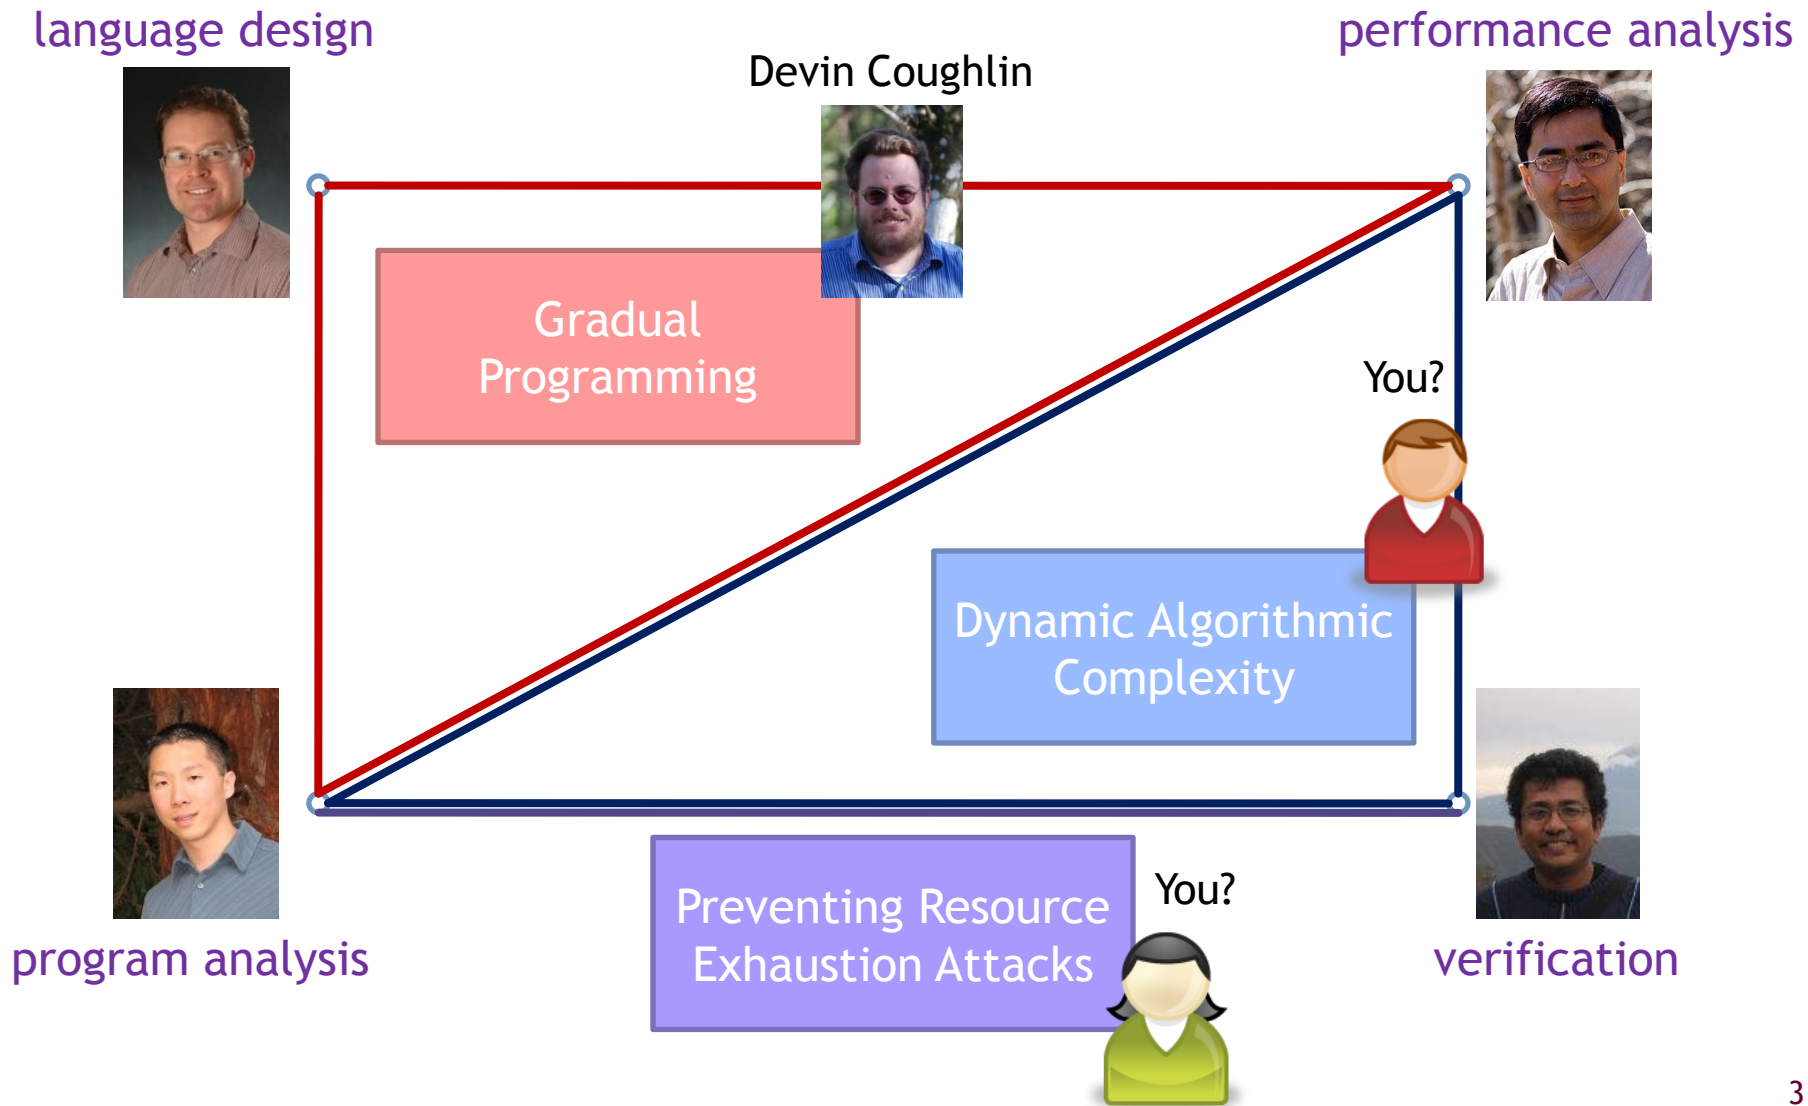 language design
performance analysis
Devin Coughlin
Gradual
Programming
You?
Dynamic Algorithmic
Complexity
Preventing Resource
Exhaustion Attacks
You?
program analysis
verification
3